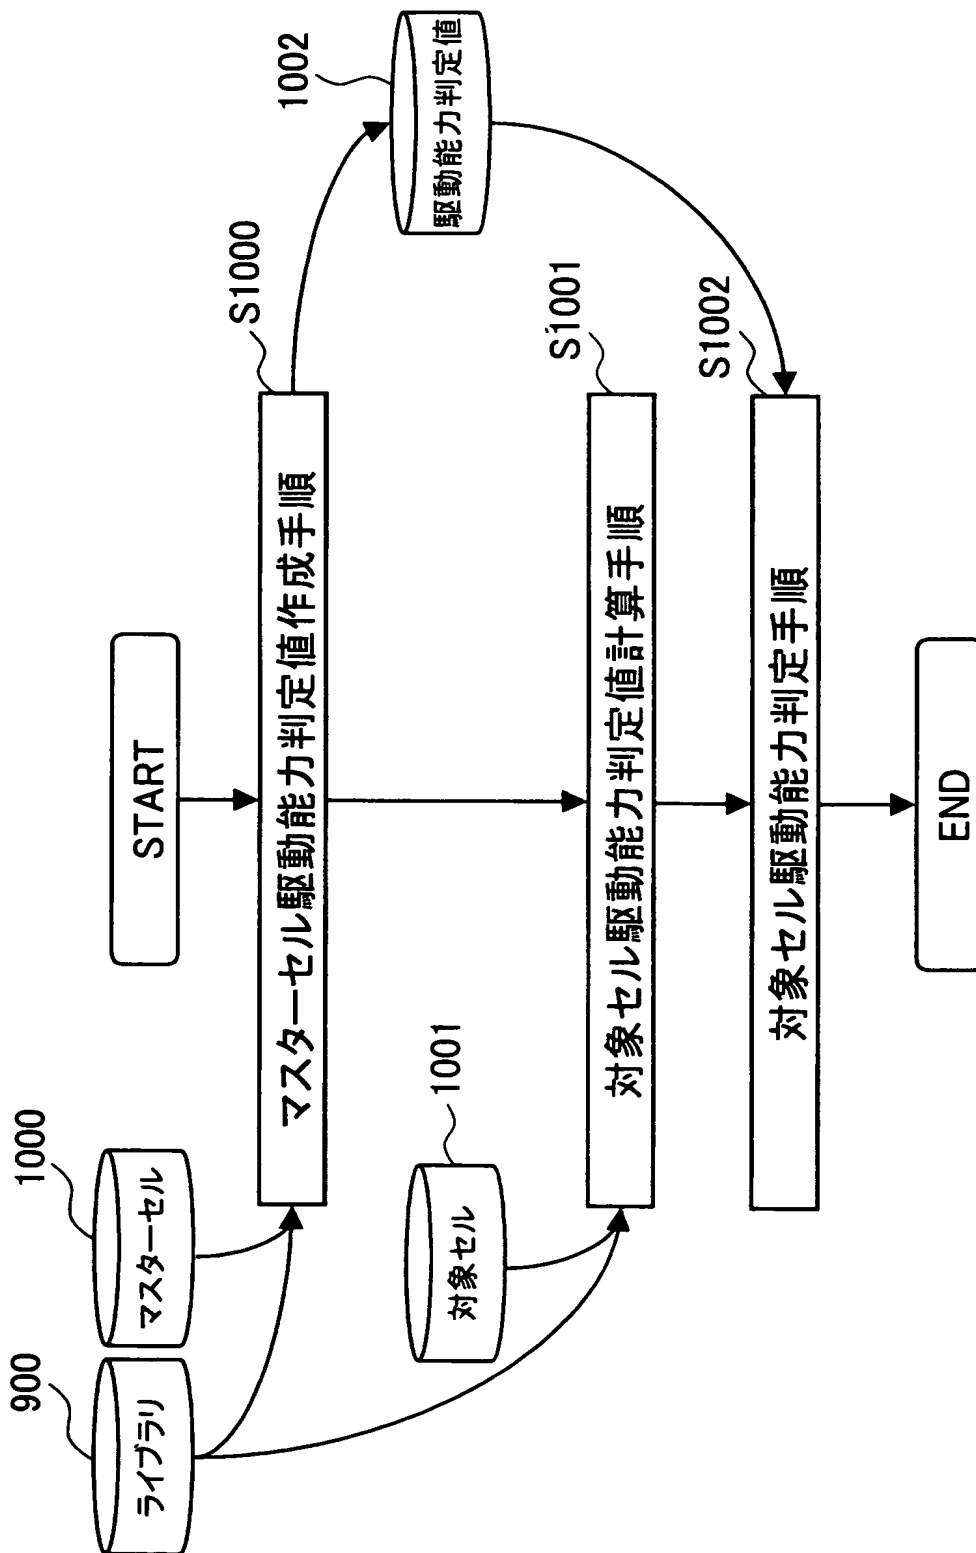 START
900
ライブラリ
1000
マスターセル
S1000
マスターセル駆動能力判定値作成手順
1002
駆動能力判定値
1001
対象セル
S1001
対象セル駆動能力判定値計算手順
S1002
対象セル駆動能力判定手順
END